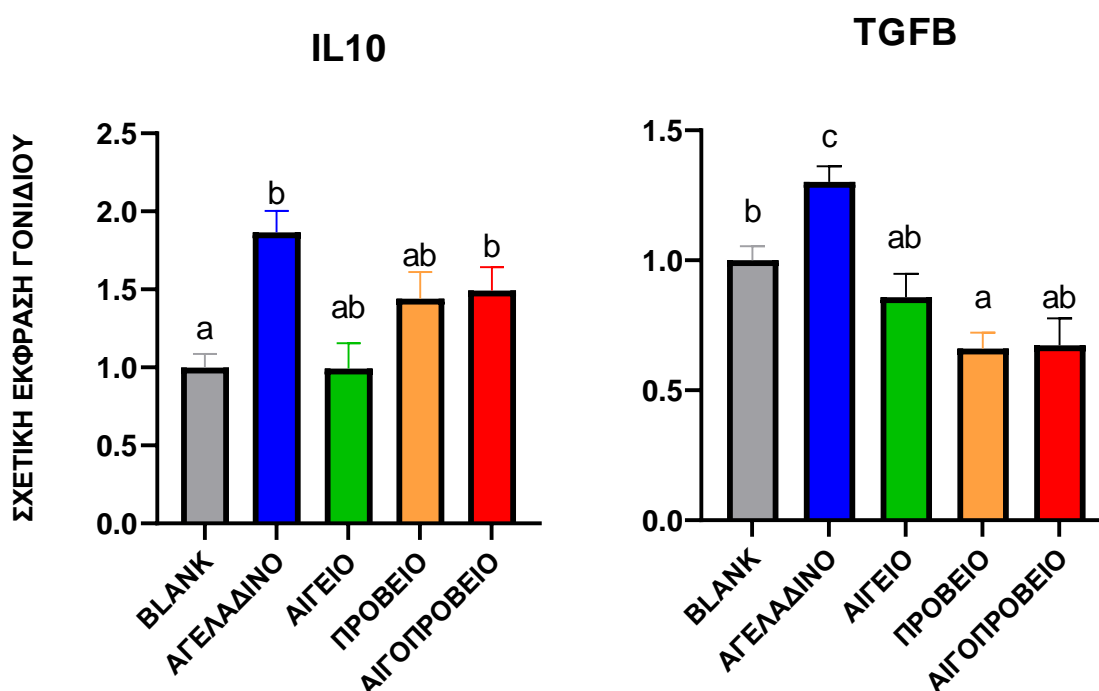 IL10
ΣΧΕΤΙΚΗ ΕΚΦΡΑΣΗ ΓΟΝΙΔΙΟΥ
2.5
2.0
1.5
1.0
0.5
0.0
a
b
ab
ab
b
BLANK
ΑΓΕΛΑΔΙΝΟ
ΑΙΓΕΙΟ
ΠΡΟΒΕΙΟ
ΑΙΓΟΠΡΟΒΕΙΟ
TGFB
1.5
1.0
0.5
0.0
b
c
ab
a
ab
BLANK
ΑΓΕΛΑΔΙΝΟ
ΑΙΓΕΙΟ
ΠΡΟΒΕΙΟ
ΑΙΓΟΠΡΟΒΕΙΟ